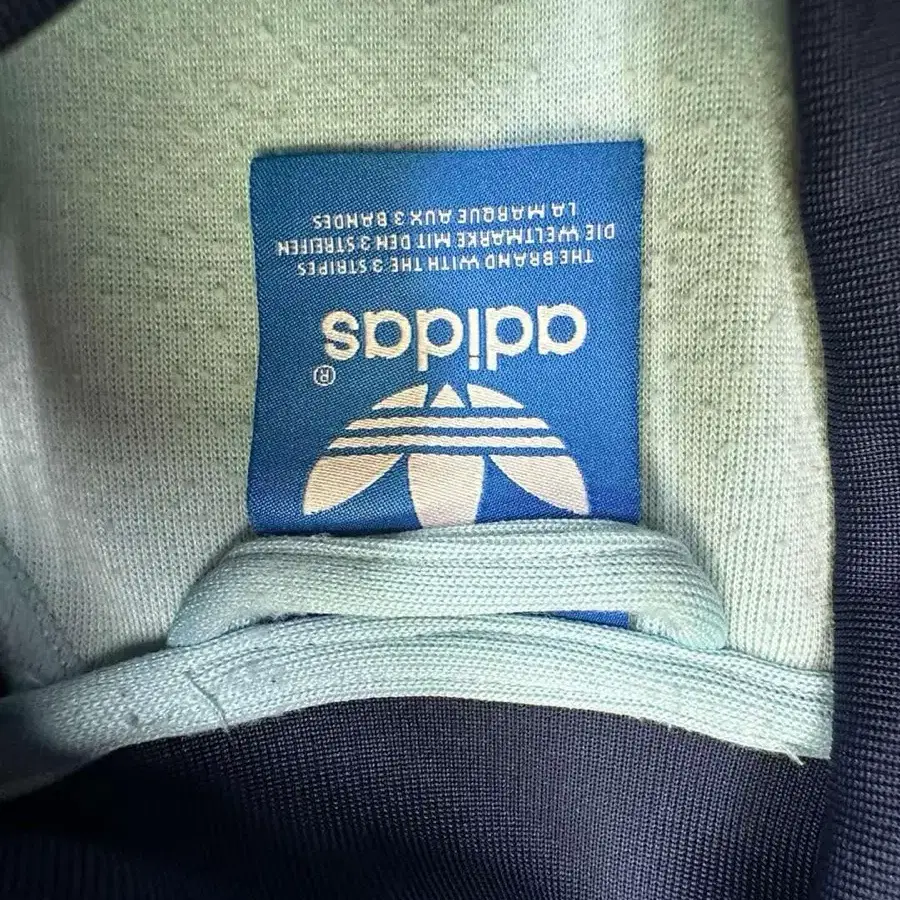 adidas
®
THE BRAND WITH THE 3 STRIPES
DIE WELTMARKE MIT DEN 3 STREIFEN
LA MARQUE AUX 3 BANDES